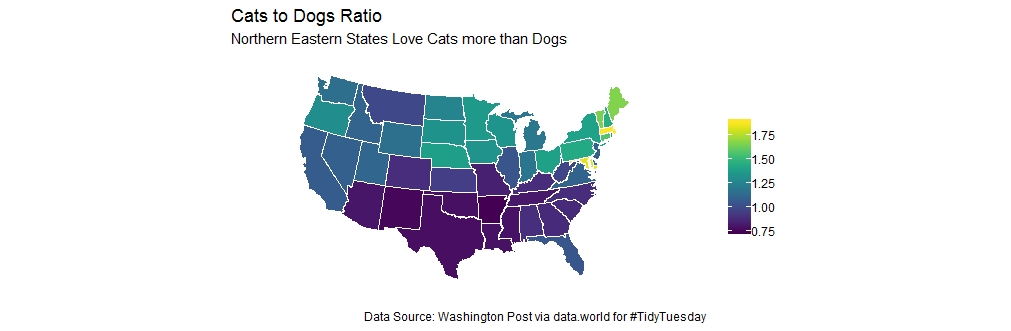 Cats to Dogs Ratio
Northern Eastern States Love Cats more than Dogs
1.75
1.50
1.25
1.00
0.75
Data Source: Washington Post via data.world for #TidyTuesday